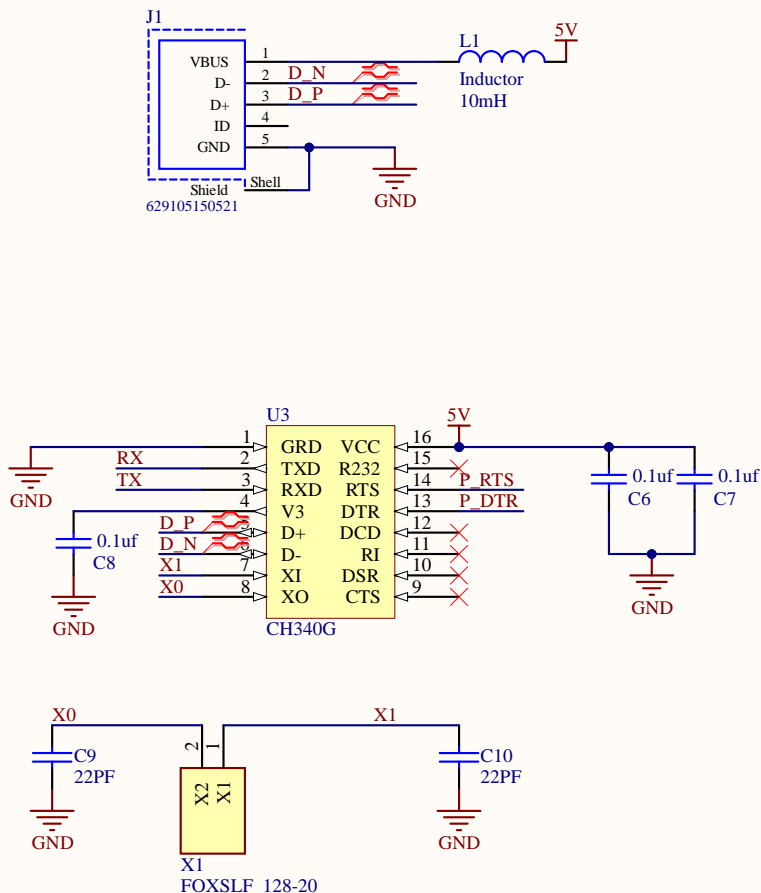 J1
VBUS 1
D- 2 D_N
D+ 3 D_P
ID 4
GND 5
Shield Shell
629105150521
L1
Inductor
10mH
5V
GND
U3
1 GRD VCC 16
RX 2 TXD R232 15
TX 3 RXD RTS 14 P_RTS
4 V3 DTR 13 P_DTR
D_P 5 D+ DCD 12
D_N 6 D- RI 11
X1 7 XI DSR 10
X0 8 XO CTS 9
CH340G
GND
0.1uf
C8
GND
5V
0.1uf
C6
0.1uf
C7
GND
X0
X1
C9
22PF
GND
2 1
X2 X1
X1
FOXSLF_128-20
C10
22PF
GND